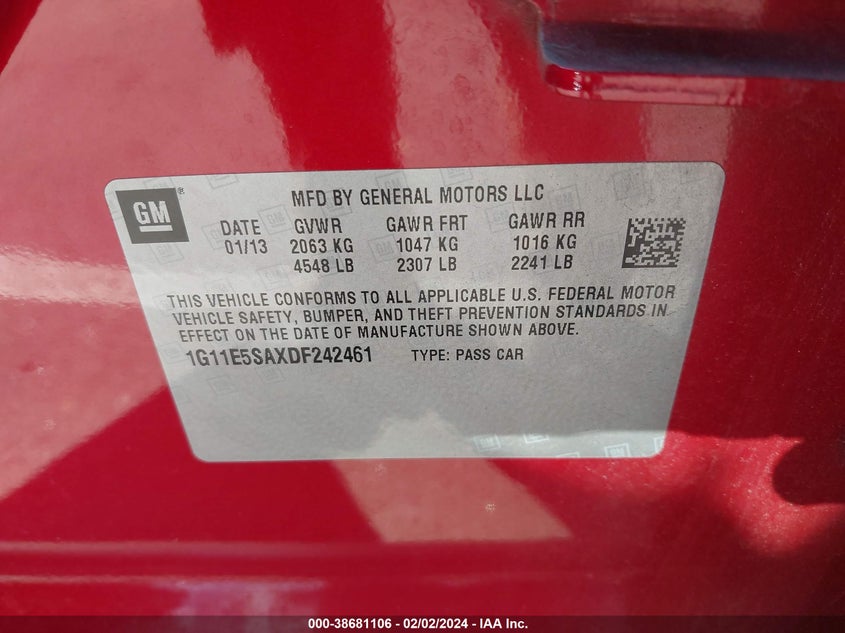 GM®
MFD BY GENERAL MOTORS LLC
DATE GVWR GAWR FRT GAWR RR
01/13 2063 KG 1047 KG 1016 KG
4548 LB 2307 LB 2241 LB
THIS VEHICLE CONFORMS TO ALL APPLICABLE U.S. FEDERAL MOTOR
VEHICLE SAFETY, BUMPER, AND THEFT PREVENTION STANDARDS IN
EFFECT ON THE DATE OF MANUFACTURE SHOWN ABOVE.
1G11E5SAXDF242461 TYPE: PASS CAR
000-38681106 - 02/02/2024 - IAA Inc.